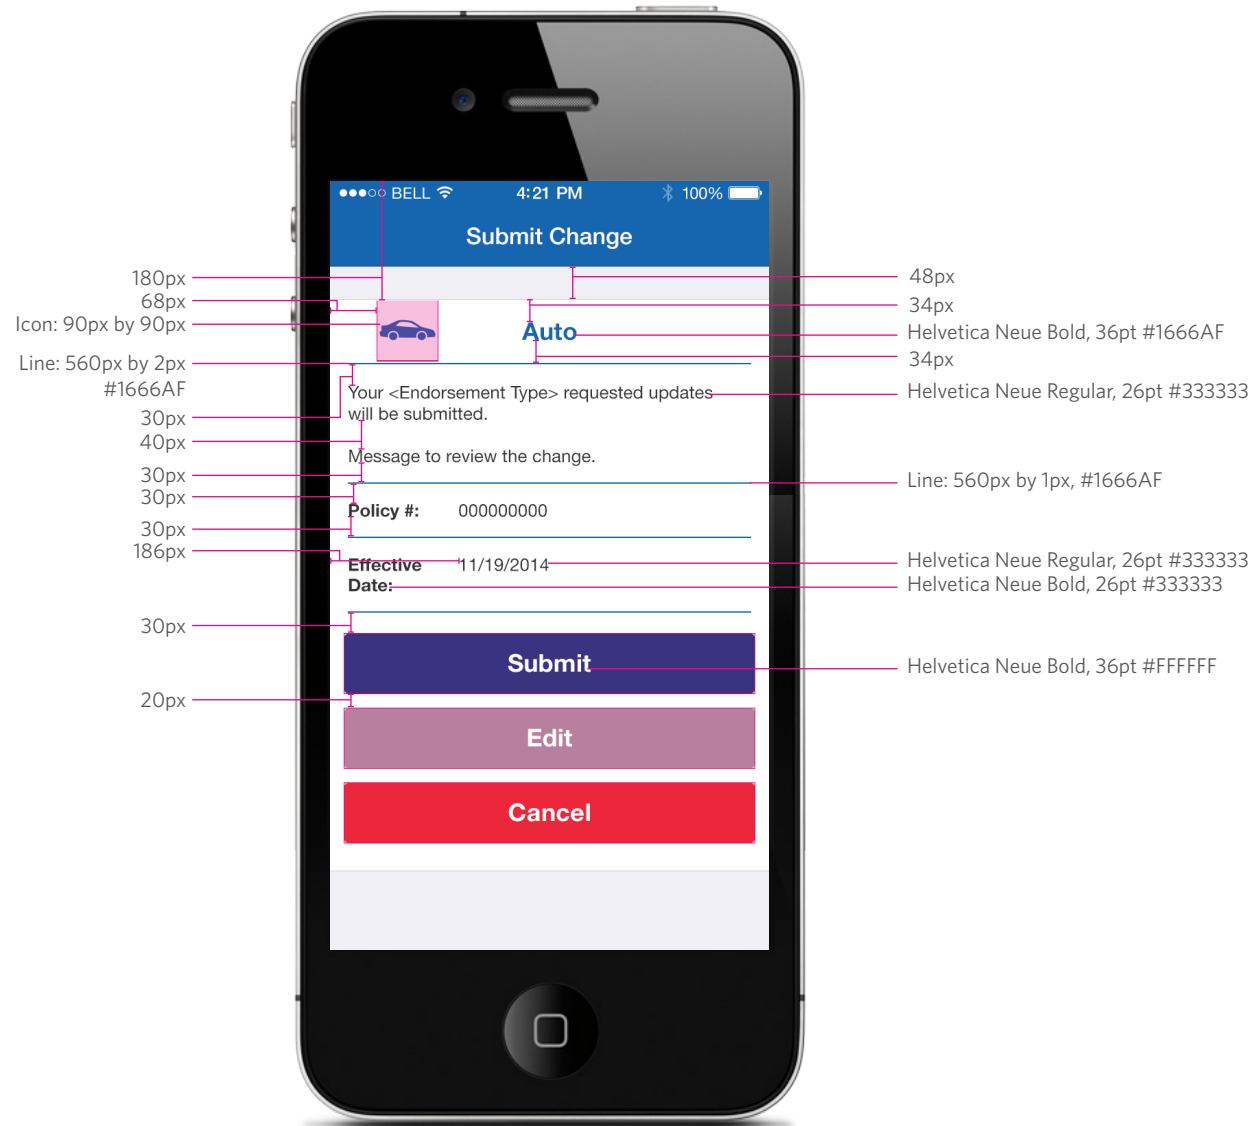 BELL
4:21 PM
100%
Submit Change
180px
68px
Icon: 90px by 90px
Line: 560px by 2px
#1666AF
30px
40px
30px
30px
30px
186px
30px
20px
Auto
Your <Endorsement Type> requested updates
will be submitted.
Message to review the change.
Policy #: 000000000
Effective 11/19/2014
Date:
Submit
Edit
Cancel
48px
34px
Helvetica Neue Bold, 36pt #1666AF
34px
Helvetica Neue Regular, 26pt #333333
Line: 560px by 1px, #1666AF
Helvetica Neue Regular, 26pt #333333
Helvetica Neue Bold, 26pt #333333
Helvetica Neue Bold, 36pt #FFFFFF